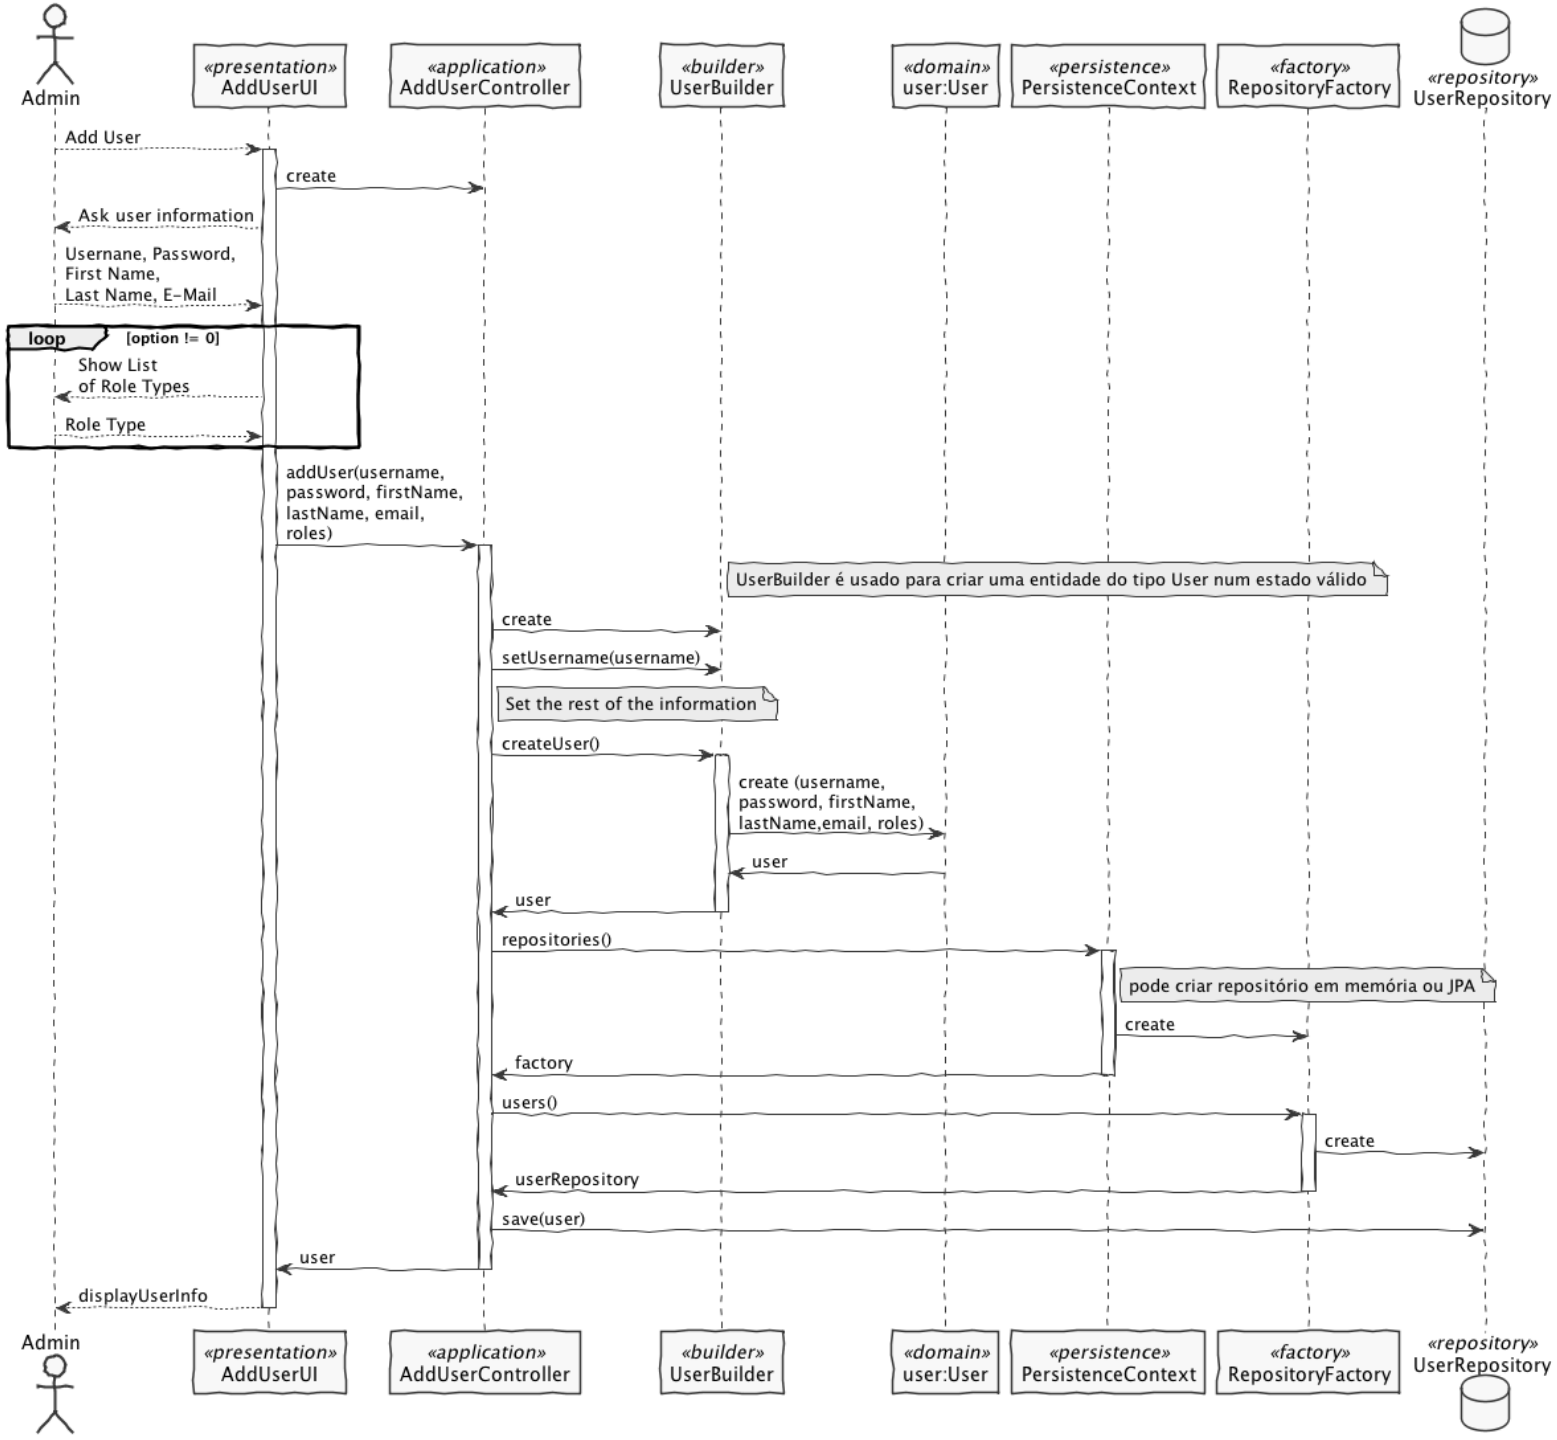 Admin
«presentation»
AddUserUI
«application»
AddUserController
«builder»
UserBuilder
«domain»
user:User
«persistence»
PersistenceContext
«factory»
RepositoryFactory
«repository»
UserRepository
Add User
create
Ask user information
Usernane, Password,
First Name,
Last Name, E-Mail
loop
[option != 0]
Show List
of Role Types
Role Type
addUser(username,
password, firstName,
lastName, email,
roles)
UserBuilder é usado para criar uma entidade do tipo User num estado válido
create
setUsername(username)
Set the rest of the information
createUser()
create (username,
password, firstName,
lastName,email, roles)
user
user
repositories()
pode criar repositório em memória ou JPA
create
factory
users()
create
userRepository
save(user)
user
displayUserInfo
Admin
«presentation»
AddUserUI
«application»
AddUserController
«builder»
UserBuilder
«domain»
user:User
«persistence»
PersistenceContext
«factory»
RepositoryFactory
«repository»
UserRepository